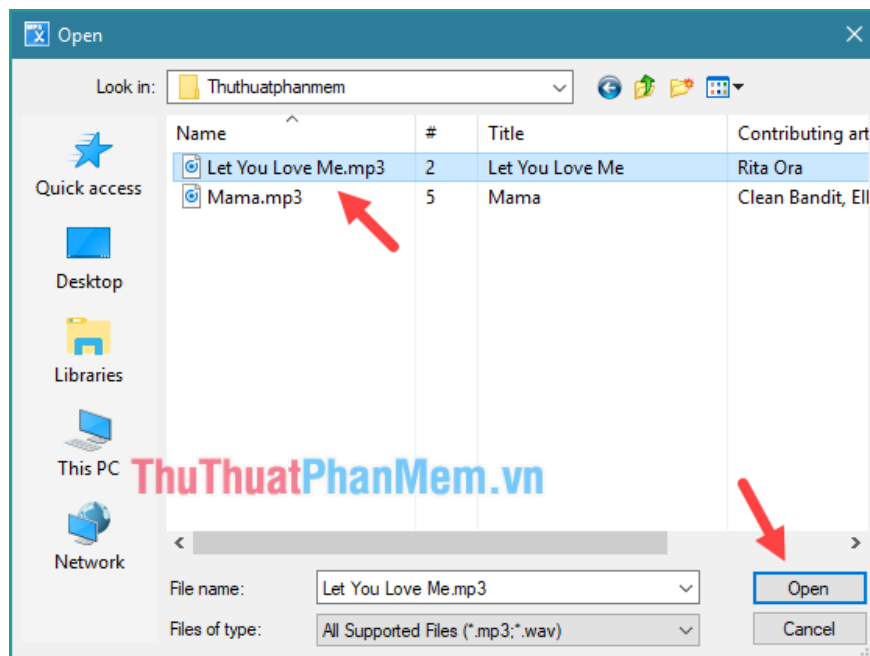 MP3
Open
Look in: Thuthuatphanmem
Name # Title Contributing art
Let You Love Me.mp3 2 Let You Love Me Rita Ora
Mama.mp3 5 Mama Clean Bandit, Ell
Quick access
Desktop
Libraries
This PC
Network
ThuThuatPhanMem.vn
File name: Let You Love Me.mp3 Open
Files of type: All Supported Files (*.mp3;*.wav) Cancel